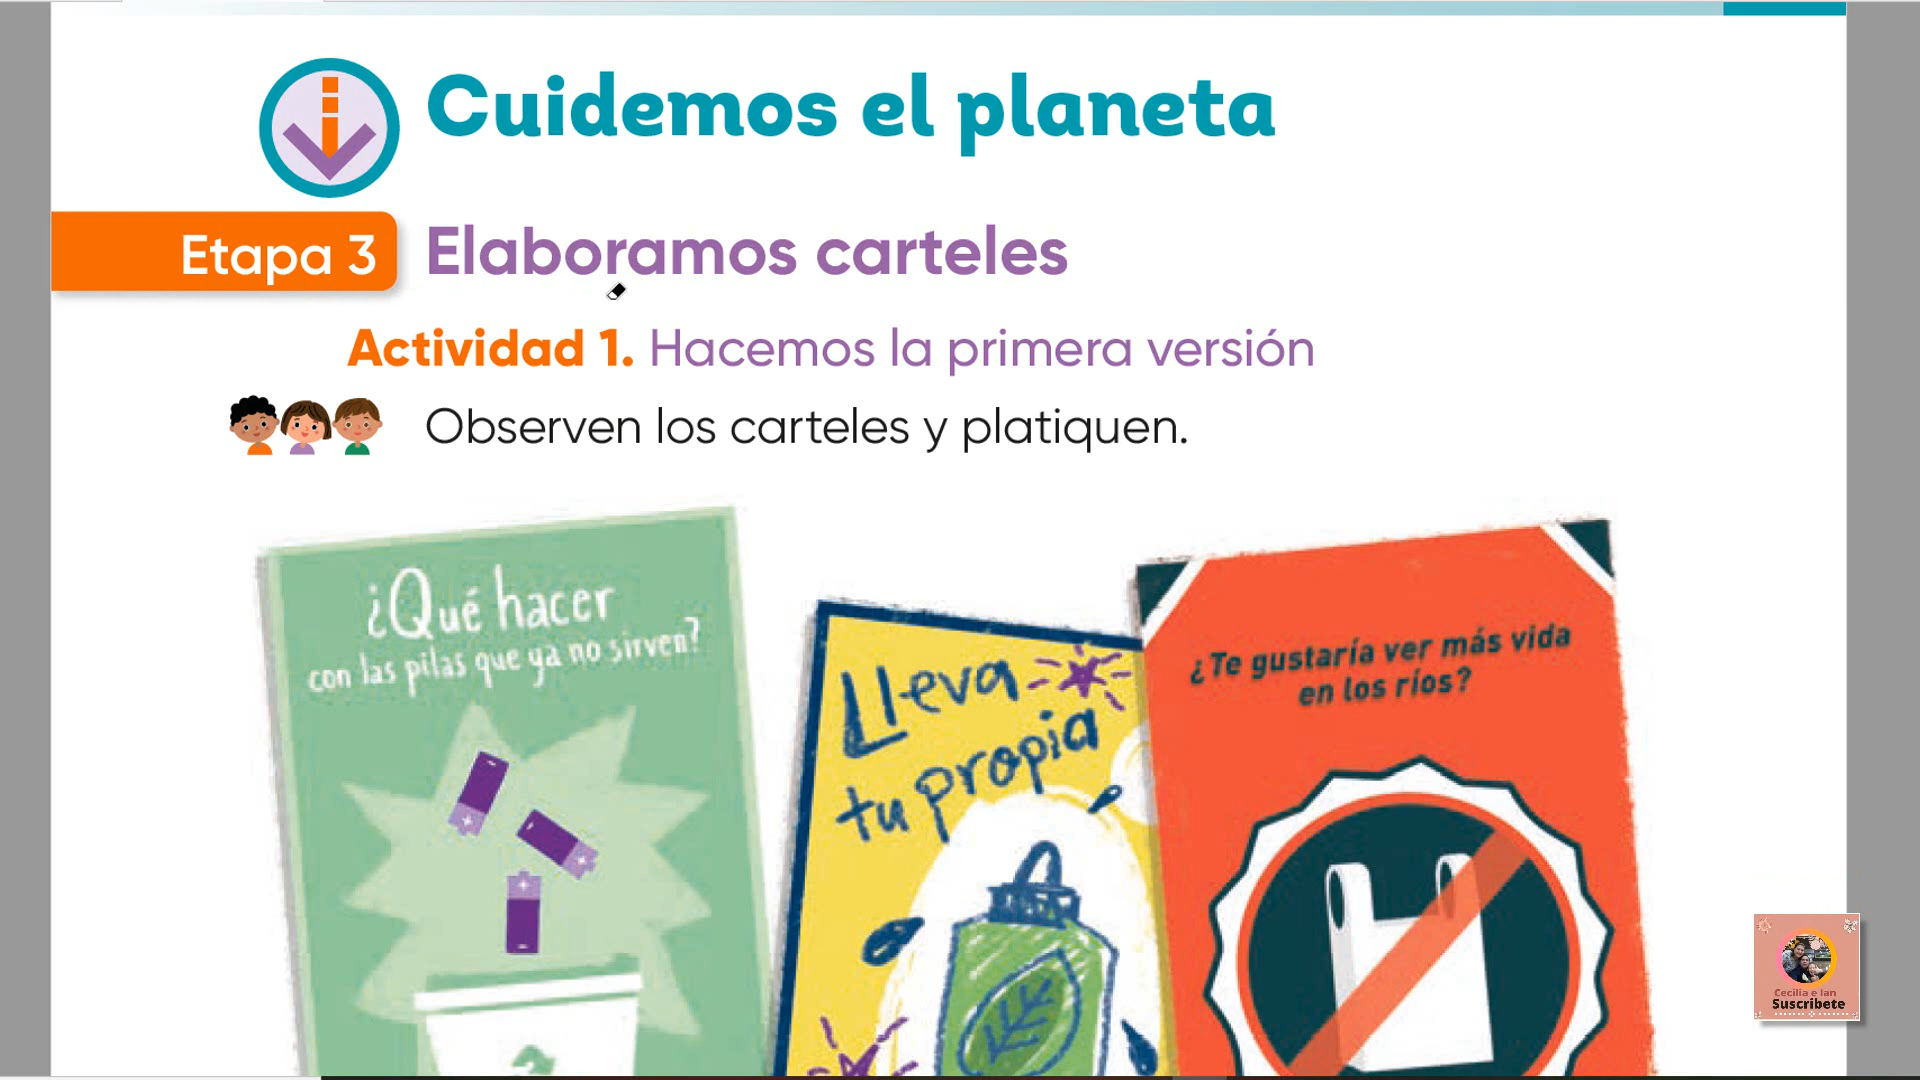 Cuidemos el planeta
Etapa 3
Elaboramos carteles
Actividad 1. Hacemos la primera versión
Observen los carteles y platiquen.
¿Qué hacer
con las pilas que ya no sirven?
Lleva
tu propia
¿Te gustaría ver más vida
en los ríos?
Cecilia e Ian
Suscribete